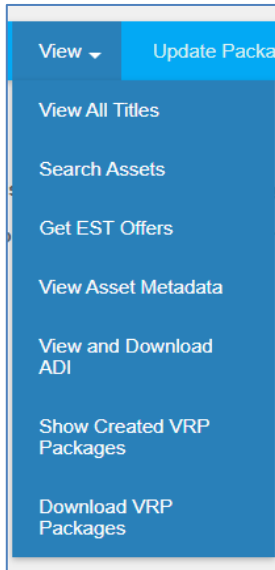 View
Update Packa
View All Titles
Search Assets
Get EST Offers
View Asset Metadata
View and Download
ADI
Show Created VRP
Packages
Download VRP
Packages